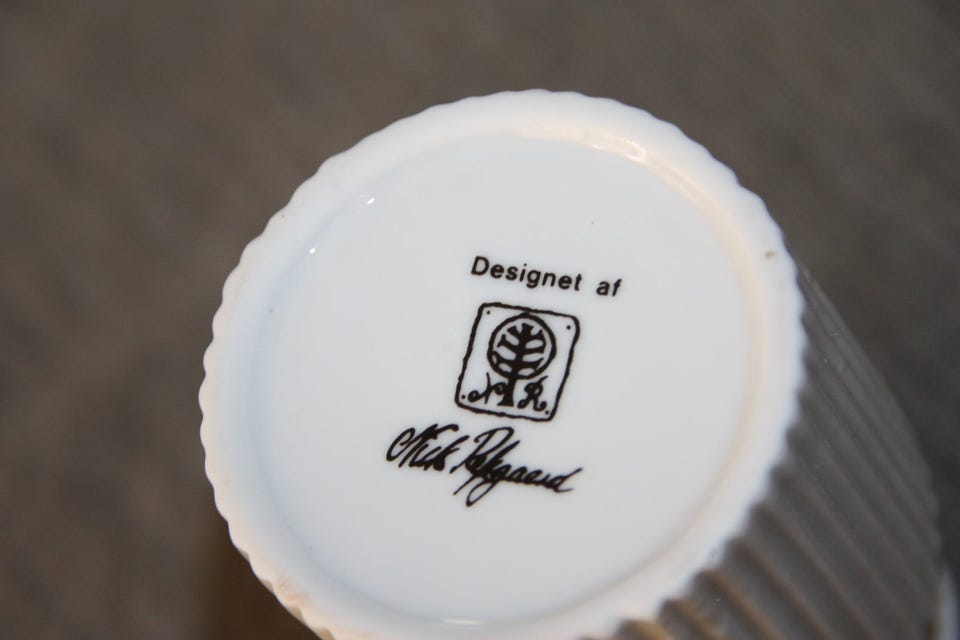 Designet af
N R
Niels Refsgaard